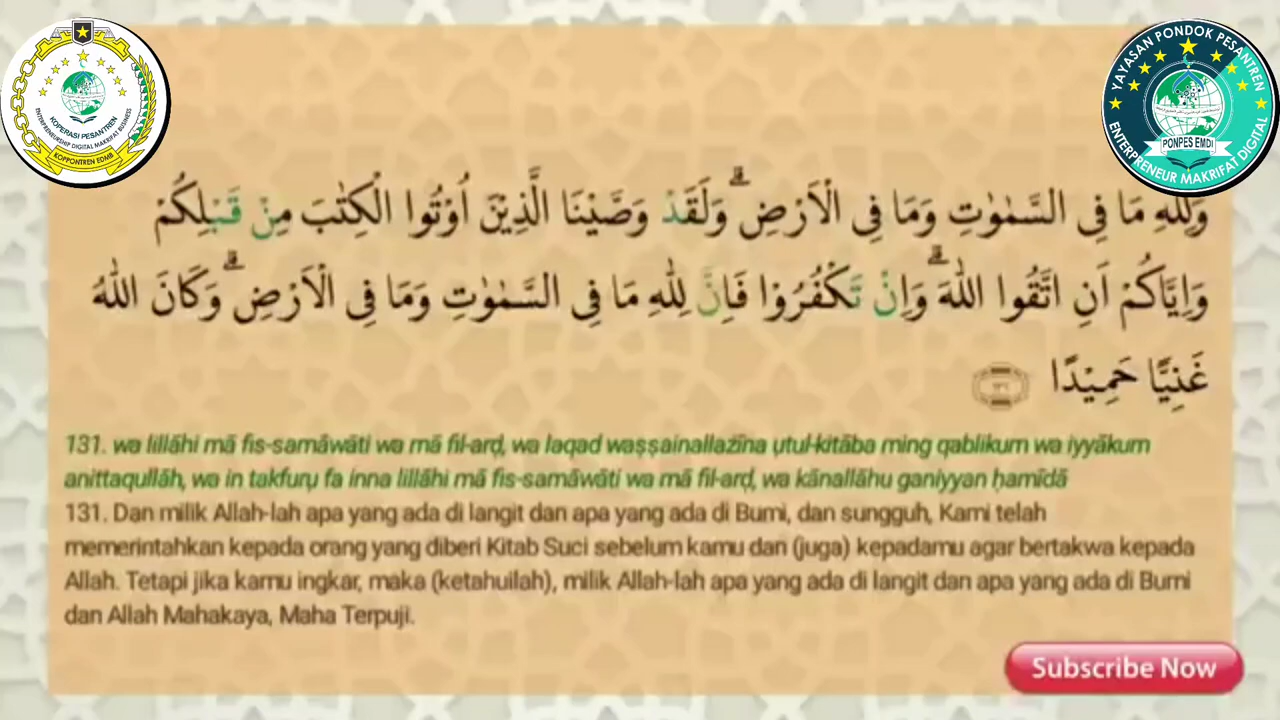 KOPERASI PESANTREN
ENTREPRENEURSHIP DIGITAL MAKRIFAT BUSINESS
KOPPONTREN EDMB
YAYASAN PONDOK PESANTREN
PONPES EMDI
ENTERPRENEUR MAKRIFAT DIGITAL
وَلِلّٰهِ مَا فِى السَّمٰوٰتِ وَمَا فِى الْاَرْضِ ۗ وَلَقَدْ وَصَّيْنَا الَّذِيْنَ اُوْتُوا الْكِتٰبَ مِنْ قَبْلِكُمْ
وَاِيَّاكُمْ اَنِ اتَّقُوا اللّٰهَ ۗ وَاِنْ تَكْفُرُوْا فَاِنَّ لِلّٰهِ مَا فِى السَّمٰوٰتِ وَمَا فِى الْاَرْضِ ۗ وَكَانَ اللّٰهُ
غَنِيًّا حَمِيْدًا ١٣١
131. wa lillāhi mā fis-samāwāti wa mā fil-arḍ, wa laqad waṣṣainallażīna ụtul-kitāba ming qablikum wa iyyākum
anittaqullāh, wa in takfurụ fa inna lillāhi mā fis-samāwāti wa mā fil-arḍ, wa kānallāhu ganiyyan ḥamīdā
131. Dan milik Allah-lah apa yang ada di langit dan apa yang ada di Bumi, dan sungguh, Kami telah
memerintahkan kepada orang yang diberi Kitab Suci sebelum kamu dan (juga) kepadamu agar bertakwa kepada
Allah. Tetapi jika kamu ingkar, maka (ketahuilah), milik Allah-lah apa yang ada di langit dan apa yang ada di Bumi
dan Allah Mahakaya, Maha Terpuji.
Subscribe Now